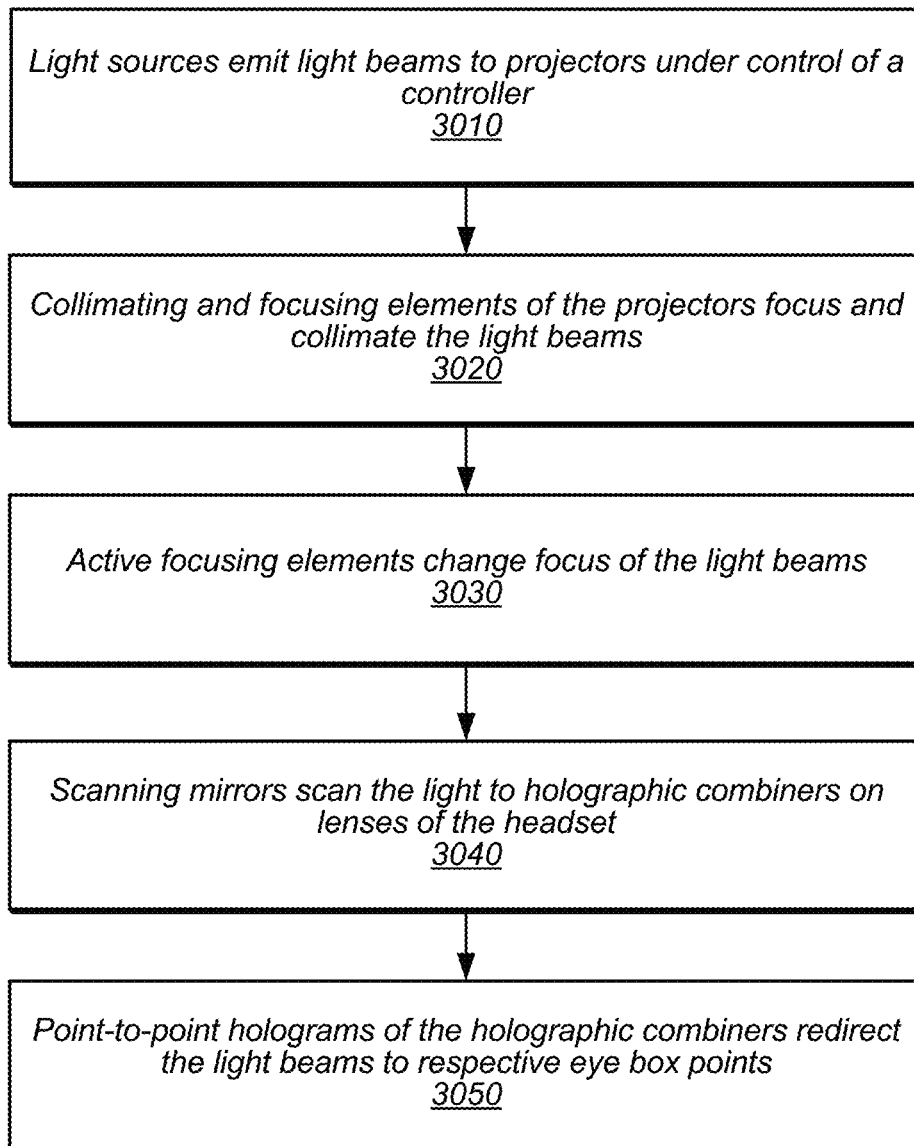 Light sources emit light beams to projectors under control of a
controller
3010
Collimating and focusing elements of the projectors focus and
collimate the light beams
3020
Active focusing elements change focus of the light beams
3030
Scanning mirrors scan the light to holographic combiners on
lenses of the headset
3040
Point-to-point holograms of the holographic combiners redirect
the light beams to respective eye box points
3050